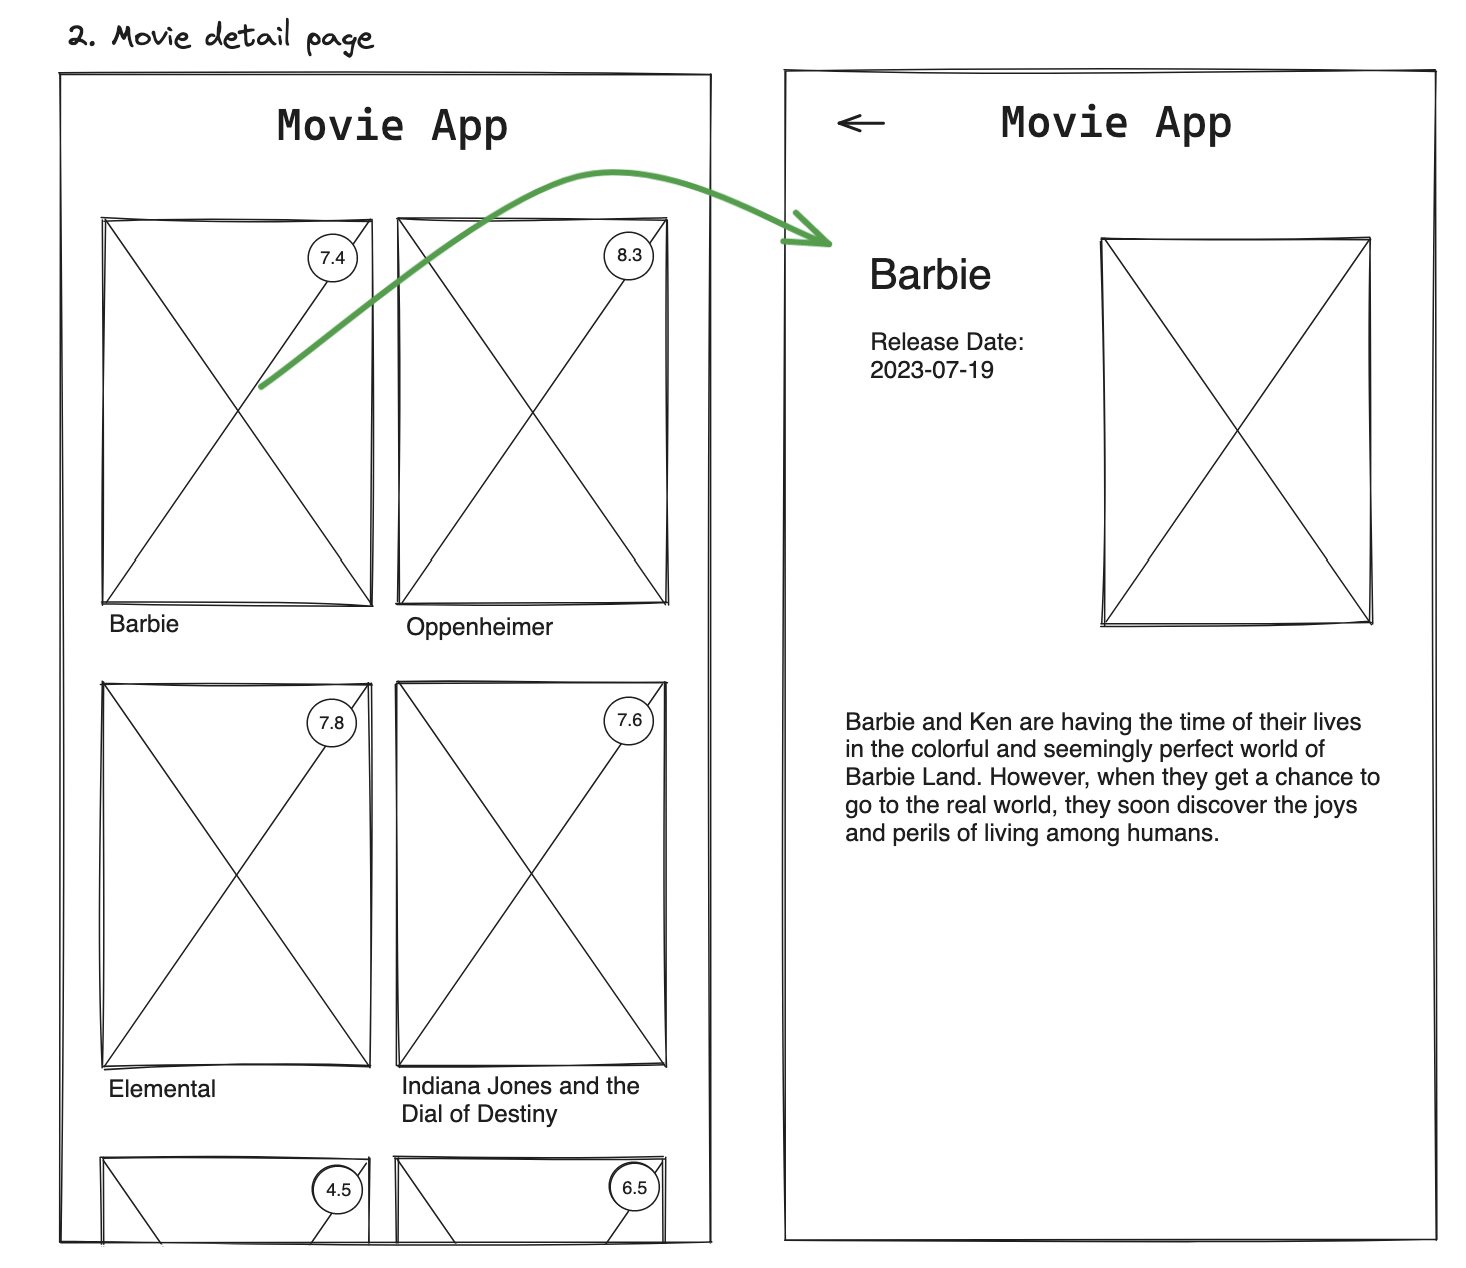 2. Movie detail page
Movie App
7.4
8.3
Barbie
Oppenheimer
7.8
7.6
Elemental
Indiana Jones and the
Dial of Destiny
4.5
6.5
Movie App
Barbie
Release Date:
2023-07-19
Barbie and Ken are having the time of their lives
in the colorful and seemingly perfect world of
Barbie Land. However, when they get a chance to
go to the real world, they soon discover the joys
and perils of living among humans.